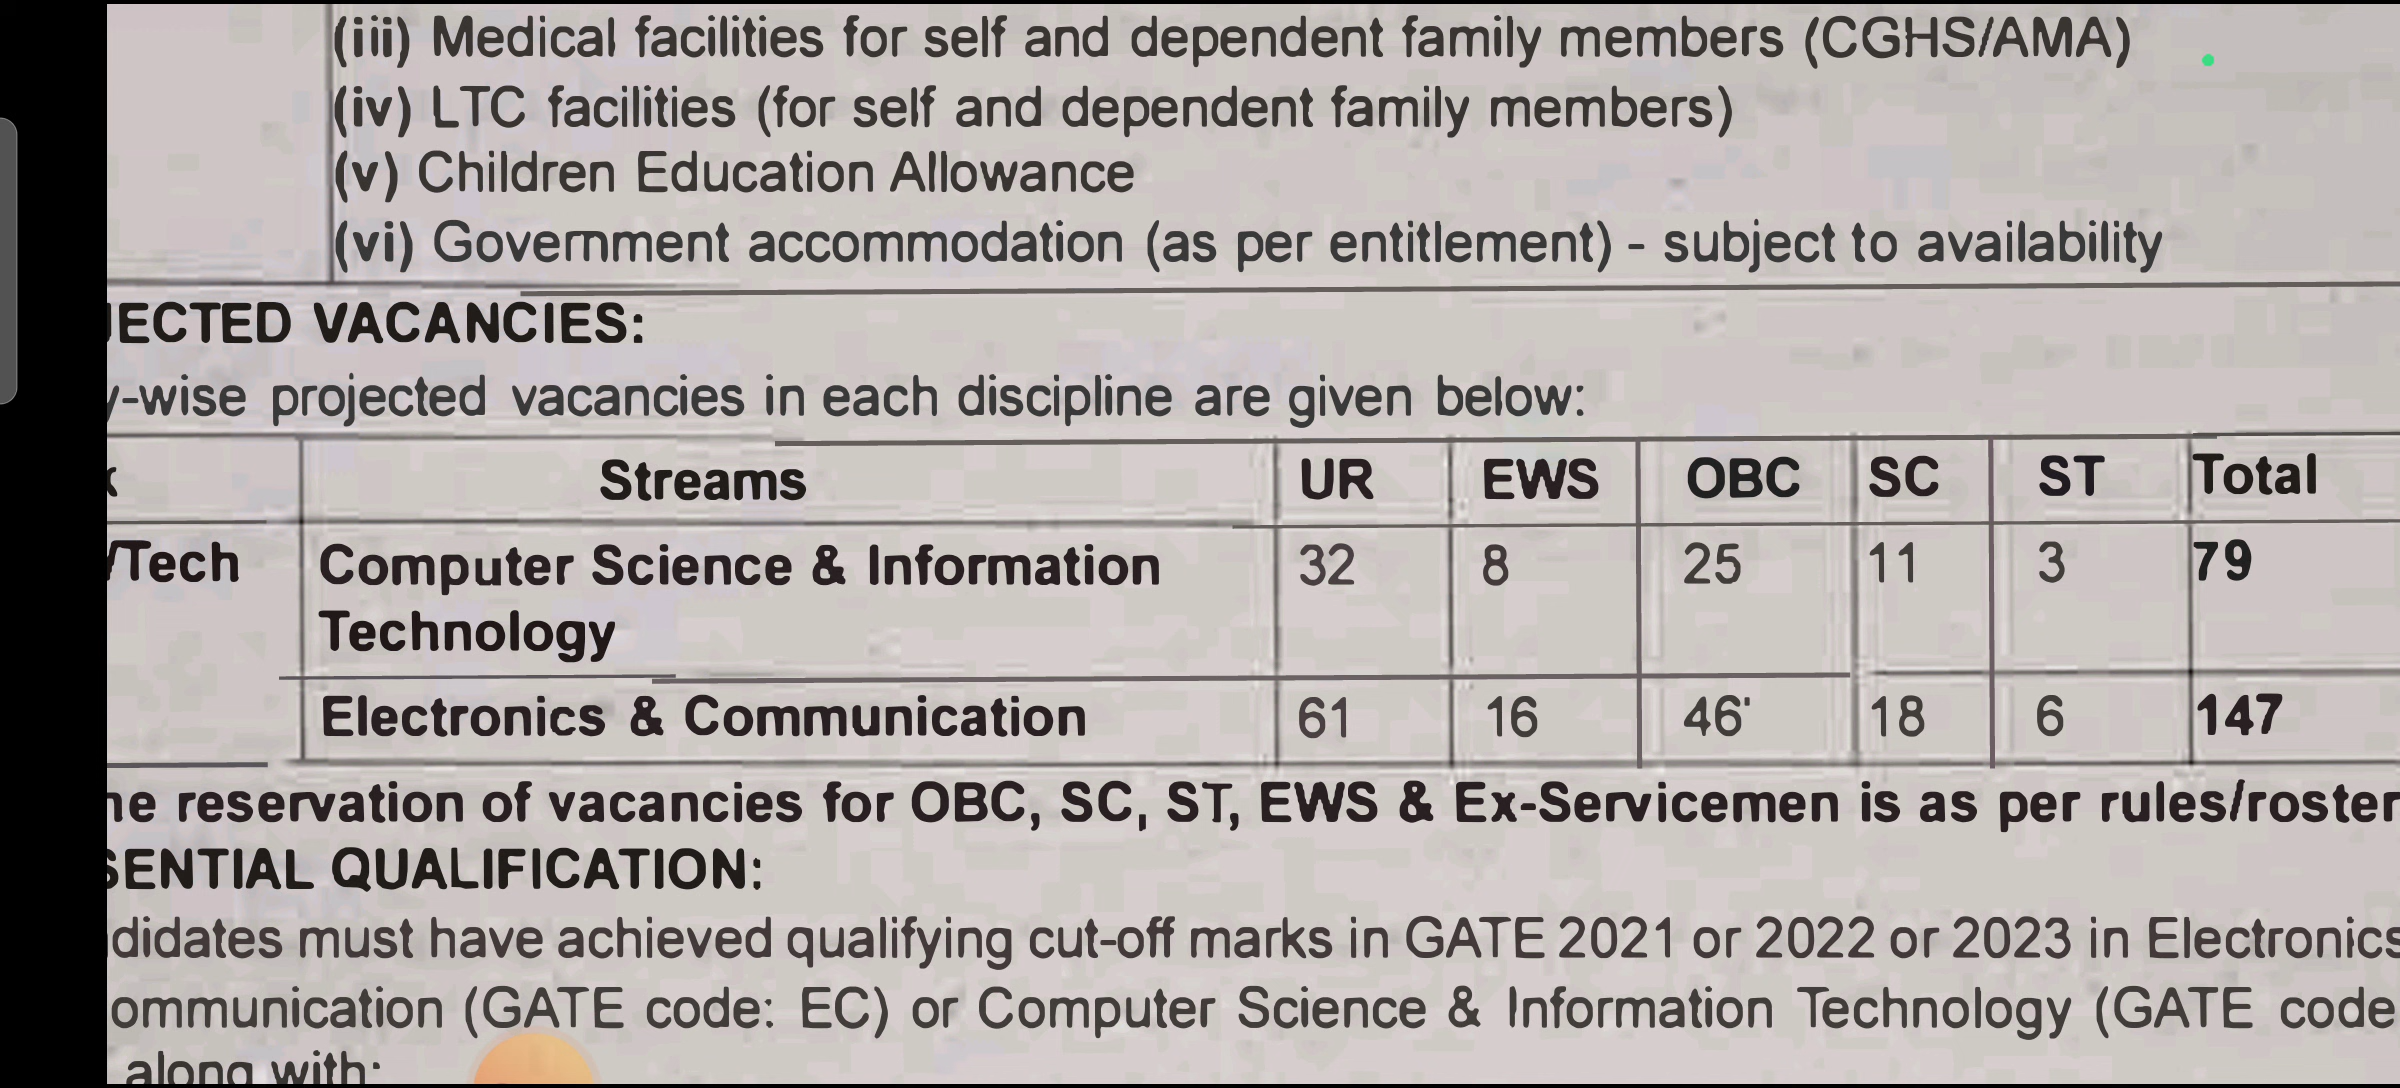 (iii) Medical facilities for self and dependent family members (CGHS/AMA)
(iv) LTC facilities (for self and dependent family members)
(v) Children Education Allowance
(vi) Government accommodation (as per entitlement) - subject to availability
JECTED VACANCIES:
y-wise projected vacancies in each discipline are given below:
Streams UR EWS OBC SC ST Total
/Tech Computer Science & Information 32 8 25 11 3 79
Technology
Electronics & Communication 61 16 46 18 6 147
he reservation of vacancies for OBC, SC, ST, EWS & Ex-Servicemen is as per rules/roster
SENTIAL QUALIFICATION:
didates must have achieved qualifying cut-off marks in GATE 2021 or 2022 or 2023 in Electronics
ommunication (GATE code: EC) or Computer Science & Information Technology (GATE code
along with: